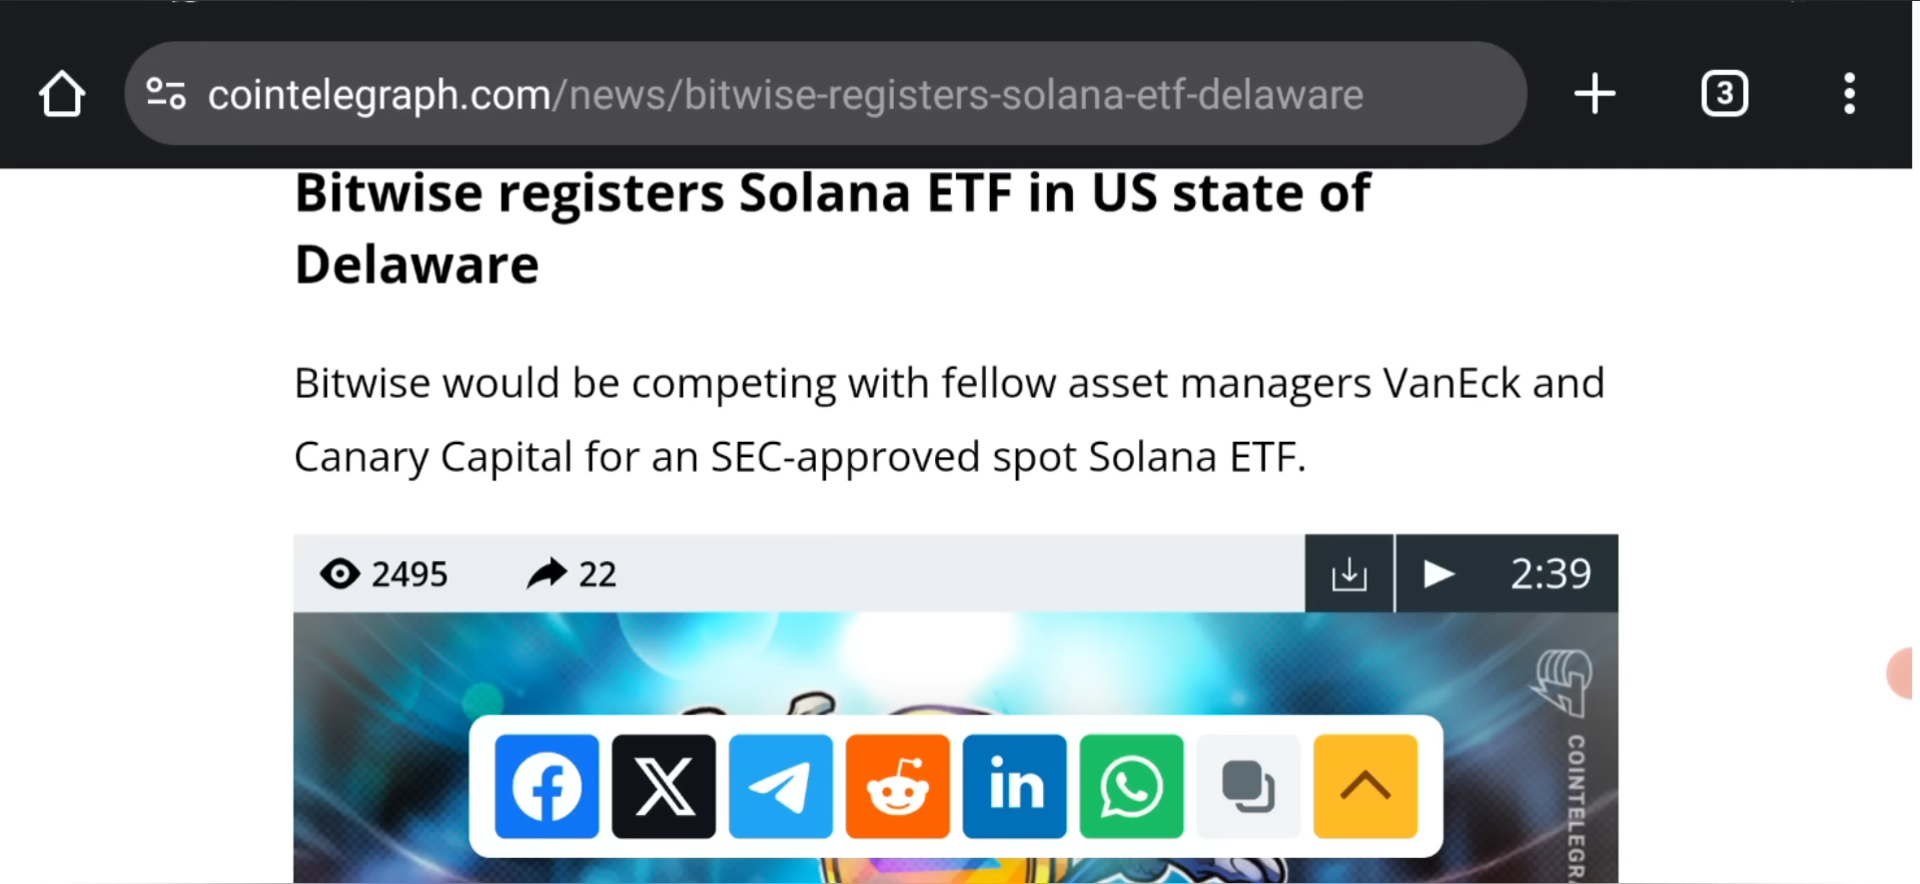 cointelegraph.com/news/bitwise-registers-solana-etf-delaware
3
Bitwise registers Solana ETF in US state of
Delaware
Bitwise would be competing with fellow asset managers VanEck and
Canary Capital for an SEC-approved spot Solana ETF.
2495
22
2:39
COINTELEGR
in